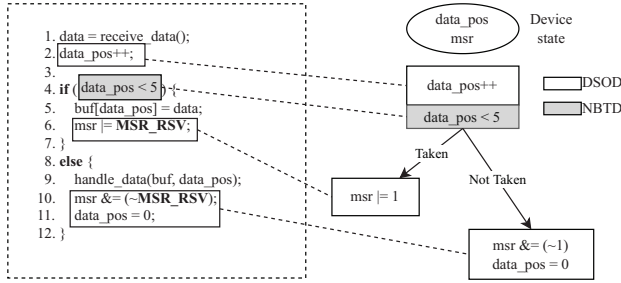 1. data = receive_data();
2. data_pos++;
3.
4. if ( data_pos < 5 ) {
5. buf[data_pos] = data;
6. msr |= MSR_RSV;
7. }
8. else {
9. handle_data(buf, data_pos);
10. msr &= (~MSR_RSV);
11. data_pos = 0;
12. }
data_pos
msr
Device
state
data_pos++
data_pos < 5
DSOD
NBTD
Taken
Not Taken
msr |= 1
msr &= (~1)
data_pos = 0